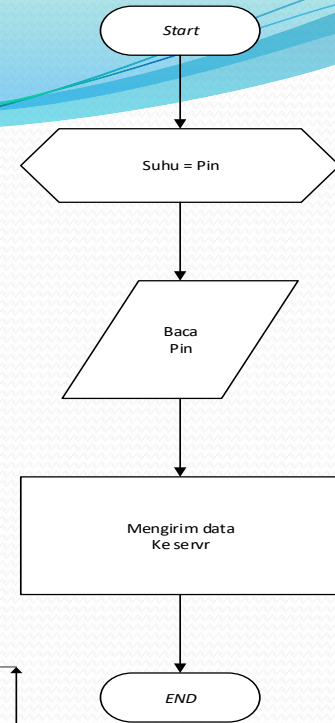 Start
Suhu = Pin
Baca
Pin
Mengirim data
Ke servr
END